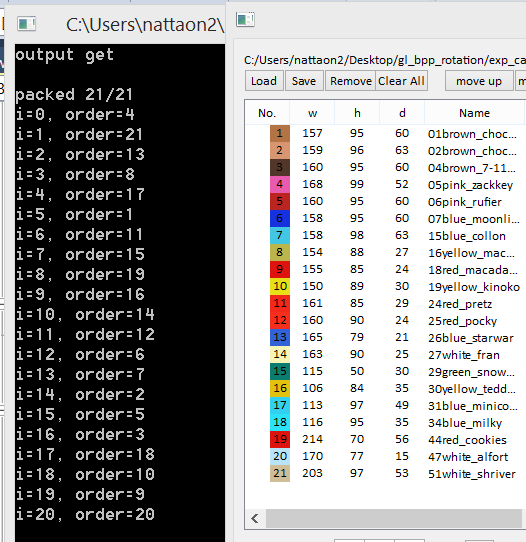 C:\Users\nattaon2\
output get
packed 21/21
i=0, order=4
i=1, order=21
i=2, order=13
i=3, order=8
i=4, order=17
i=5, order=1
i=6, order=11
i=7, order=15
i=8, order=19
i=9, order=16
i=10, order=14
i=11, order=12
i=12, order=6
i=13, order=7
i=14, order=2
i=15, order=5
i=16, order=3
i=17, order=18
i=18, order=10
i=19, order=9
i=20, order=20
C:/Users/nattaon2/Desktop/gl_bpp_rotation/exp_ca
Load Save Remove Clear All move up m
No. w h d Name
1 157 95 60 01brown_choc...
2 159 96 63 02brown_choc...
3 160 95 60 04brown_7-11...
4 168 99 52 05pink_zackkey
5 160 95 60 06pink_rufier
6 158 95 60 07blue_moonli...
7 158 98 63 15blue_collon
8 154 88 27 16yellow_mac...
9 155 85 24 18red_macada...
10 150 89 30 19yellow_kinoko
11 161 85 29 24red_pretz
12 160 90 24 25red_pocky
13 165 79 21 26blue_starwar
14 163 90 25 27white_fran
15 115 50 30 29green_snow...
16 106 84 35 30yellow_tedd...
17 113 97 49 31blue_minico...
18 116 95 35 34blue_milky
19 214 70 56 44red_cookies
20 170 77 15 47white_alfort
21 203 97 53 51white_shriver